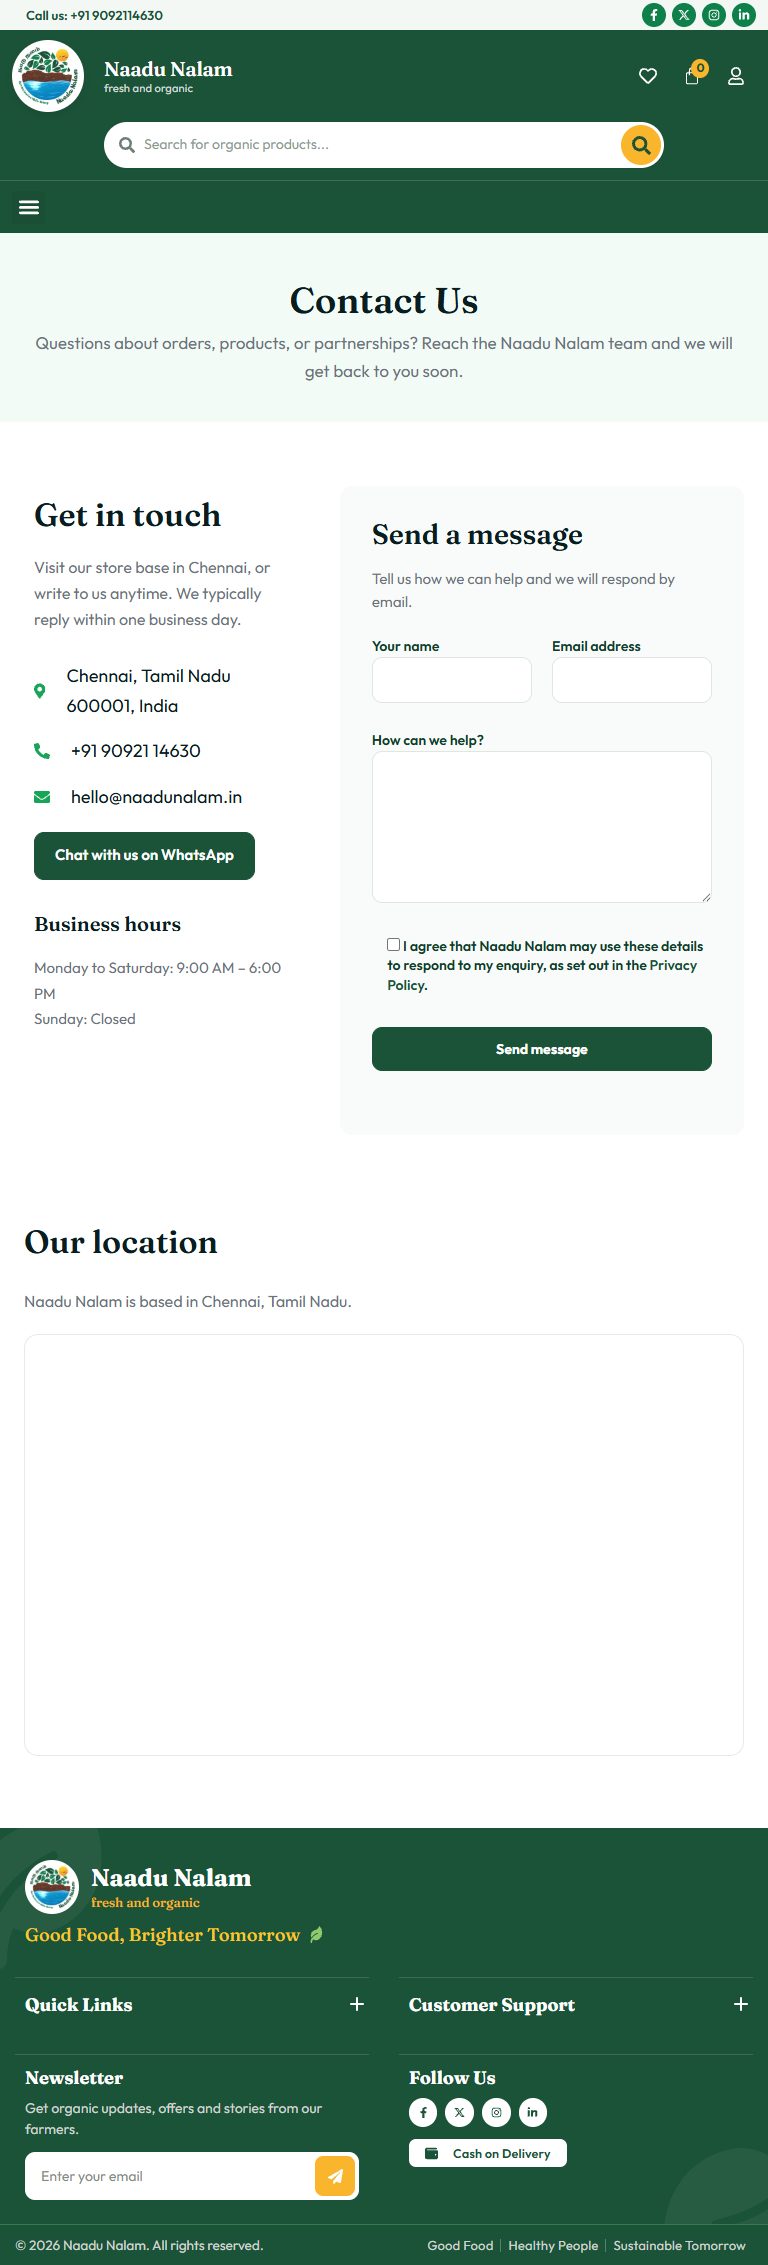 Call us: +91 9092114630
Naadu Nalam
fresh and organic
0
Search for organic products...
Contact Us
Questions about orders, products, or partnerships? Reach the Naadu Nalam team and we will
get back to you soon.
Get in touch
Visit our store base in Chennai, or
write to us anytime. We typically
reply within one business day.
Chennai, Tamil Nadu
600001, India
+91 90921 14630
hello@naadunalam.in
Chat with us on WhatsApp
Business hours
Monday to Saturday: 9:00 AM – 6:00
PM
Sunday: Closed
Send a message
Tell us how we can help and we will respond by
email.
Your name
Email address
How can we help?
I agree that Naadu Nalam may use these details
to respond to my enquiry, as set out in the Privacy
Policy.
Send message
Our location
Naadu Nalam is based in Chennai, Tamil Nadu.
Naadu Nalam
fresh and organic
Good Food, Brighter Tomorrow
Quick Links
Customer Support
Newsletter
Get organic updates, offers and stories from our
farmers.
Enter your email
Follow Us
Cash on Delivery
© 2026 Naadu Nalam. All rights reserved.
Good Food | Healthy People | Sustainable Tomorrow